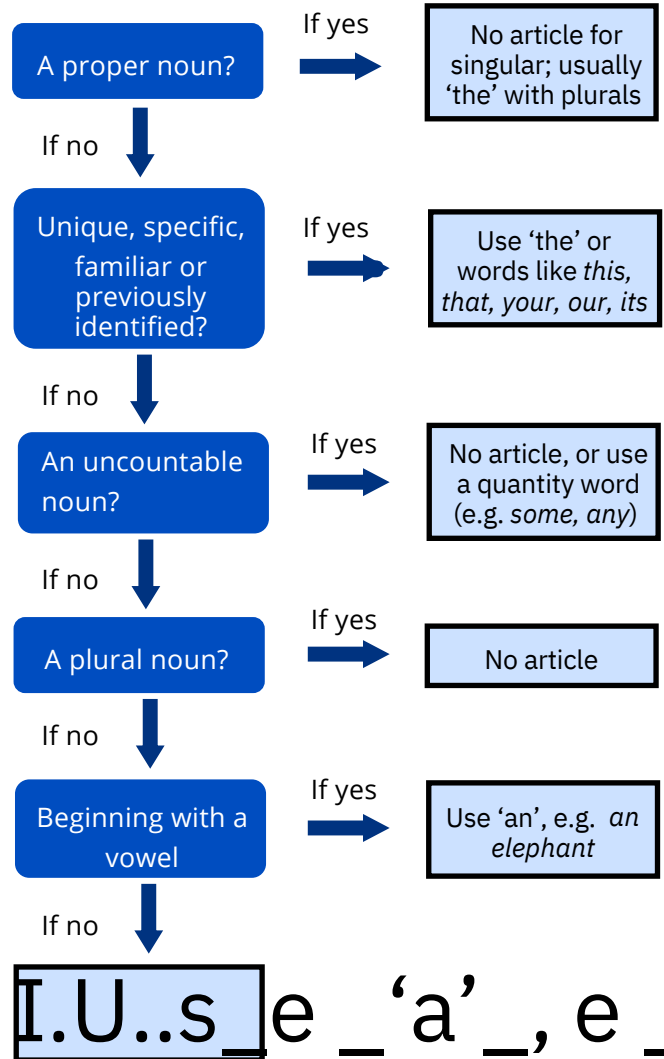 A proper noun?
If yes
No article for
singular; usually
‘the’ with plurals
If no
Unique, specific,
familiar or
previously
identified?
If yes
Use ‘the’ or
words like this,
that, your, our, its
If no
An uncountable
noun?
If yes
No article, or use
a quantity word
(e.g. some, any)
If no
A plural noun?
If yes
No article
If no
Beginning with a
vowel
If yes
Use ‘an’, e.g. an
elephant
If no
I.U..s_e _‘a’_, e _